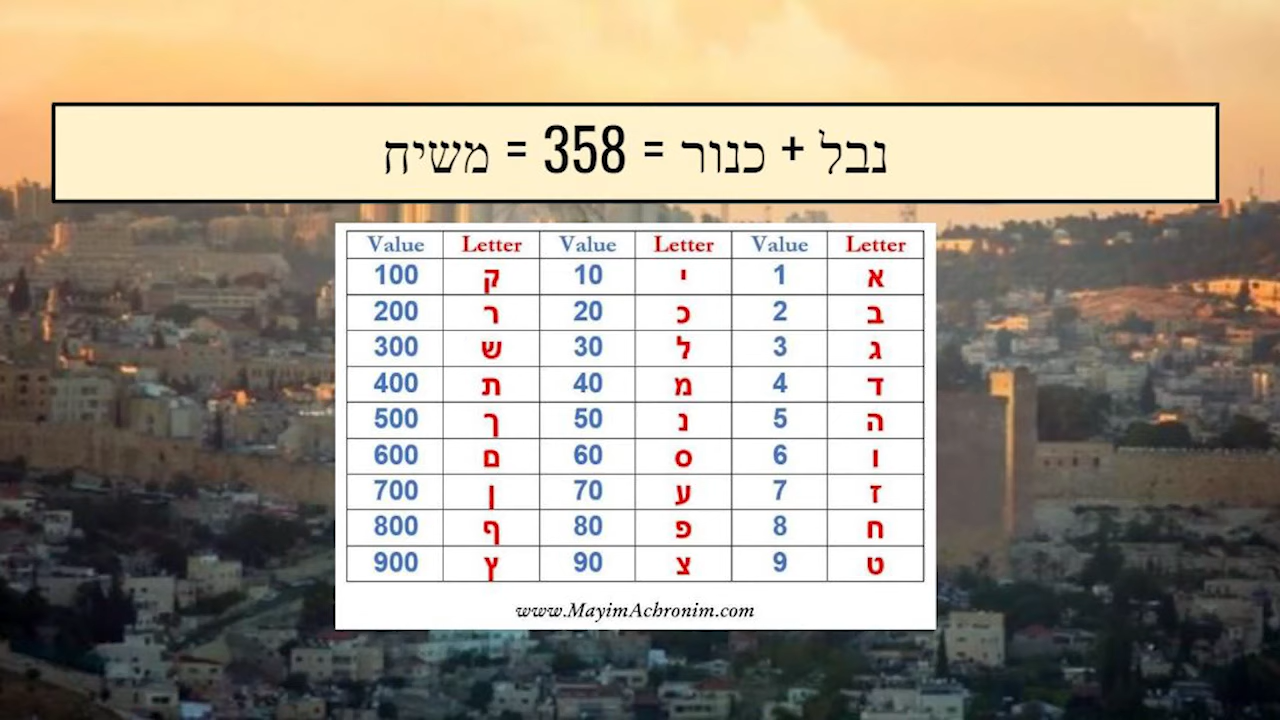 נבל + כנור = 358 = משיח
Value Letter Value Letter Value Letter
100 ק 10 י 1 א
200 ר 20 כ 2 ב
300 ש 30 ל 3 ג
400 ת 40 מ 4 ד
500 ך 50 נ 5 ה
600 ם 60 ס 6 ו
700 ן 70 ע 7 ז
800 ף 80 פ 8 ח
900 ץ 90 צ 9 ט
www.MayimAchronim.com